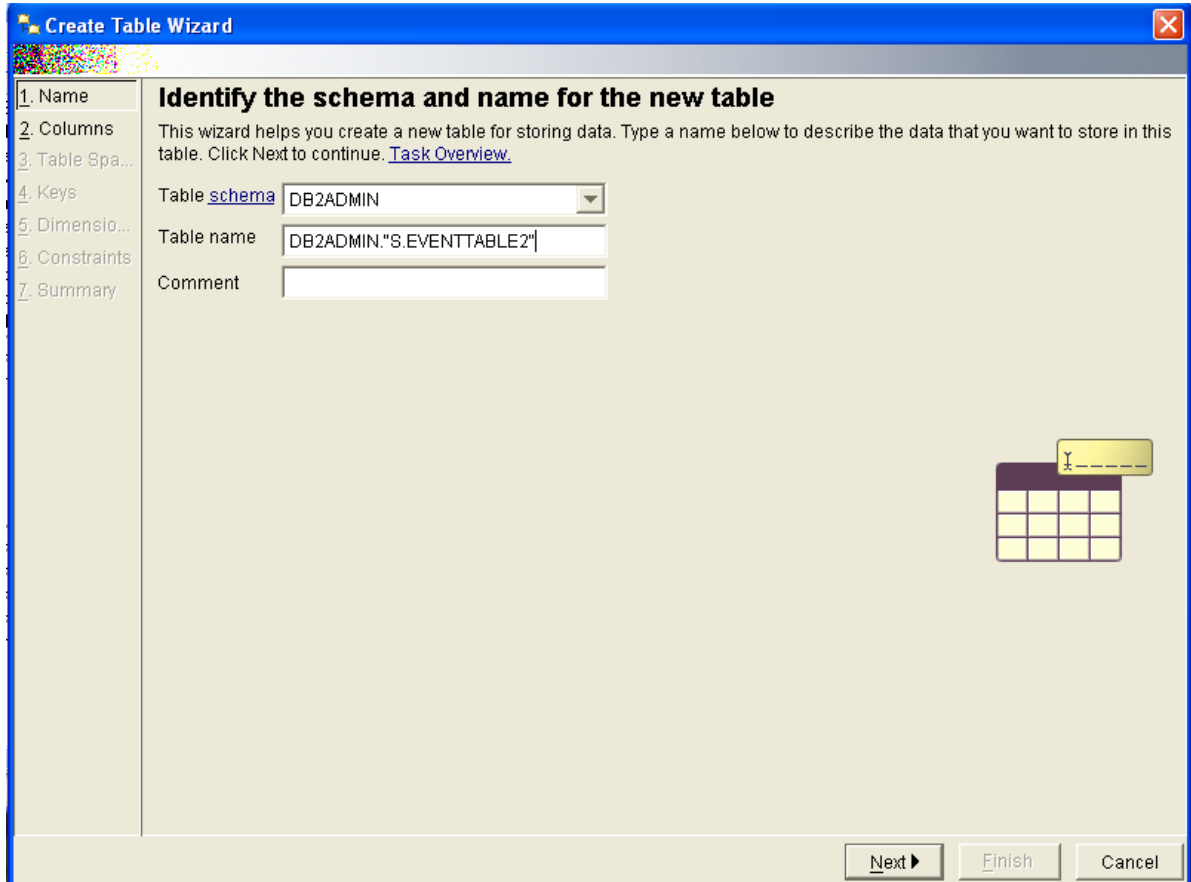 Create Table Wizard
1. Name
2. Columns
3. Table Spa...
4. Keys
5. Dimensio...
6. Constraints
7. Summary
Identify the schema and name for the new table
This wizard helps you create a new table for storing data. Type a name below to describe the data that you want to store in this
table. Click Next to continue. Task Overview.
Table schema DB2ADMIN
Table name DB2ADMIN."S.EVENTTABLE2"
Comment
Next Finish Cancel